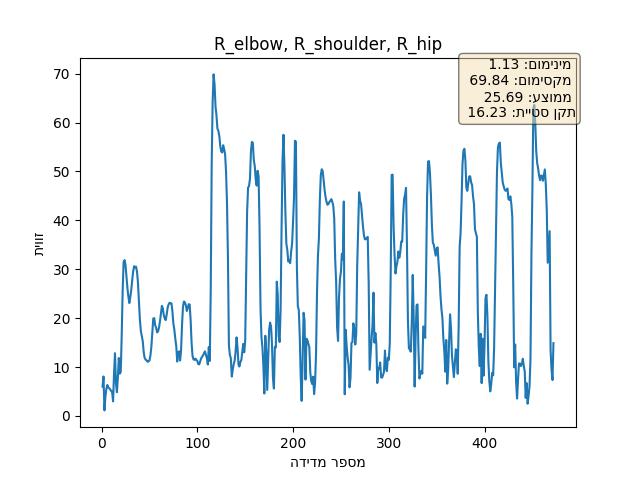 R_elbow, R_shoulder, R_hip
מינימום: 1.13
מקסימום: 69.84
ממוצע: 25.69
תקן סטיית: 16.23
זווית
70
60
50
40
30
20
10
0
0 100 200 300 400
מספר מדידה